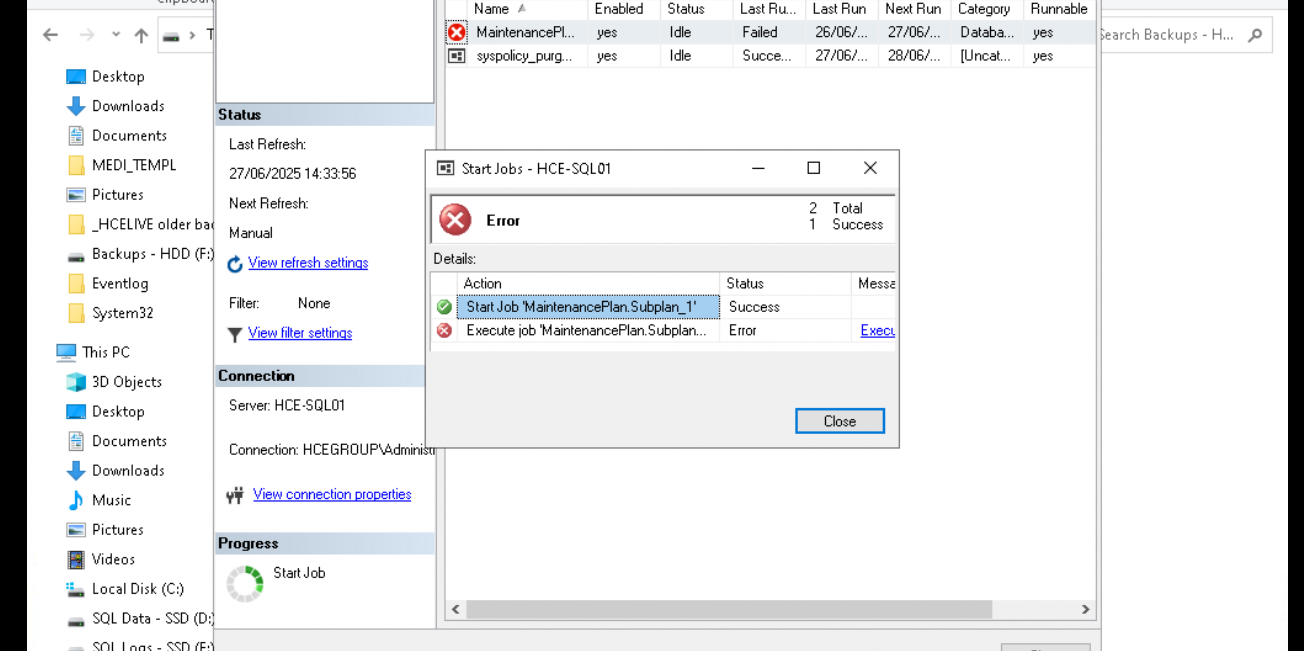 Name Enabled Status Last Ru... Last Run Next Run Category Runnable
MaintenancePl... yes Idle Failed 26/06/... 27/06/... Databa... yes
syspolicy_purg... yes Idle Succe... 27/06/... 28/06/... [Uncat... yes
Search Backups - H...
Desktop
Downloads
Documents
MEDI_TEMPL
Pictures
_HCELIVE older bac
Backups - HDD (F:)
Eventlog
System32
This PC
3D Objects
Desktop
Documents
Downloads
Music
Pictures
Videos
Local Disk (C:)
SQL Data - SSD (D:)
SQL Logs - SSD (E:)
Status
Last Refresh:
27/06/2025 14:33:56
Next Refresh:
Manual
View refresh settings
Filter: None
View filter settings
Connection
Server: HCE-SQL01
Connection: HCEGROUP\Administr
View connection properties
Progress
Start Job
Start Jobs - HCE-SQL01
Error
2 Total
1 Success
Details:
Action Status Messa
Start Job 'MaintenancePlan.Subplan_1' Success
Execute job 'MaintenancePlan.Subplan... Error Execu
Close